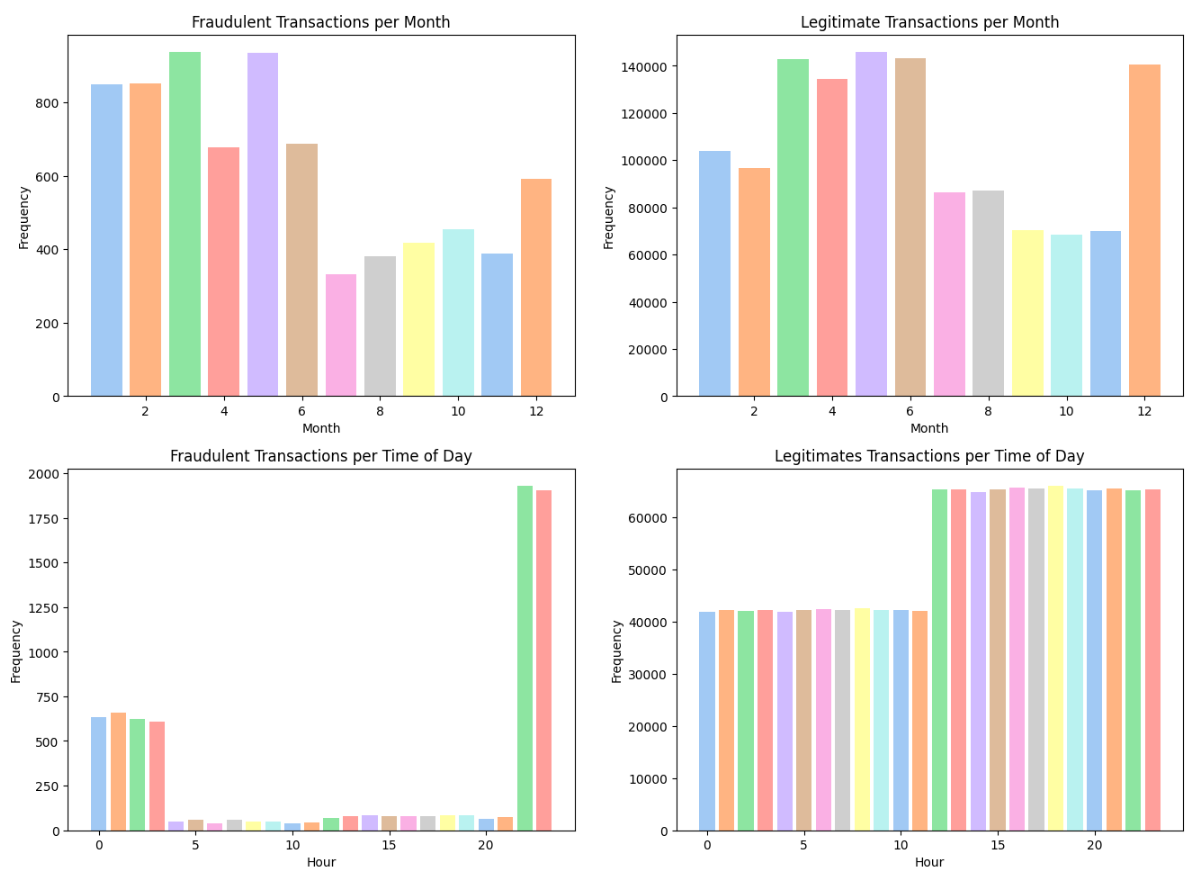 Fraudulent Transactions per Month
Frequency
800
600
400
200
0
2 4 6 8 10 12
Month
Legitimate Transactions per Month
Frequency
140000
120000
100000
80000
60000
40000
20000
0
2 4 6 8 10 12
Month
Fraudulent Transactions per Time of Day
Frequency
2000
1750
1500
1250
1000
750
500
250
0
0 5 10 15 20
Hour
Legitimates Transactions per Time of Day
Frequency
60000
50000
40000
30000
20000
10000
0
0 5 10 15 20
Hour